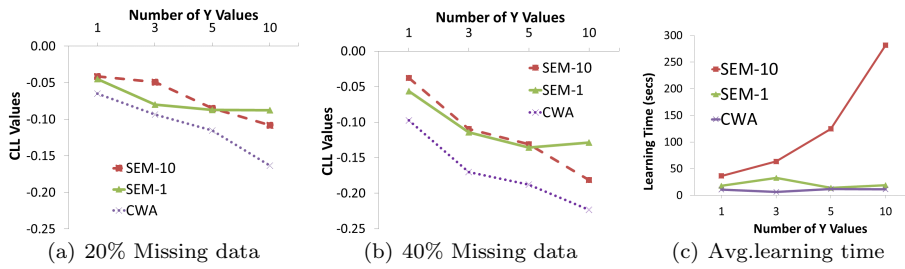 Number of Y Values
1 3 5 10
0.00
-0.05
-0.10
-0.15
-0.20
-0.25
CLL Values
SEM-10
SEM-1
CWA
(a) 20% Missing data
Number of Y Values
1 3 5 10
0.00
-0.05
-0.10
-0.15
-0.20
-0.25
CLL Values
SEM-10
SEM-1
CWA
(b) 40% Missing data
300
250
200
150
100
50
0
Learning Time (secs)
SEM-10
SEM-1
CWA
1 3 5 10
Number of Y Values
(c) Avg.learning time